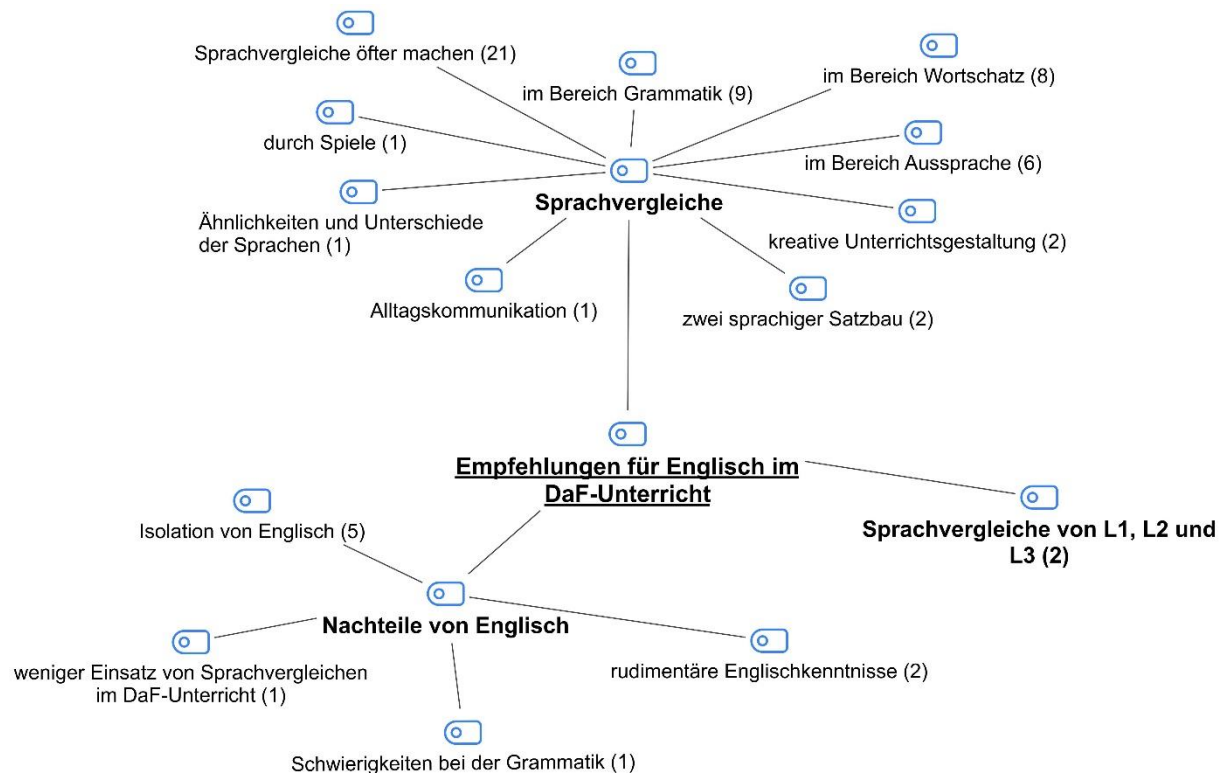 Sprachvergleiche öfter machen (21)
im Bereich Wortschatz (8)
im Bereich Grammatik (9)
durch Spiele (1)
im Bereich Aussprache (6)
Sprachvergleiche
Ähnlichkeiten und Unterschiede
der Sprachen (1)
kreative Unterrichtsgestaltung (2)
Alltagskommunikation (1)
zwei sprachiger Satzbau (2)
Empfehlungen für Englisch im
DaF-Unterricht
Isolation von Englisch (5)
Sprachvergleiche von L1, L2 und
L3 (2)
Nachteile von Englisch
weniger Einsatz von Sprachvergleichen
im DaF-Unterricht (1)
rudimentäre Englischkenntnisse (2)
Schwierigkeiten bei der Grammatik (1)